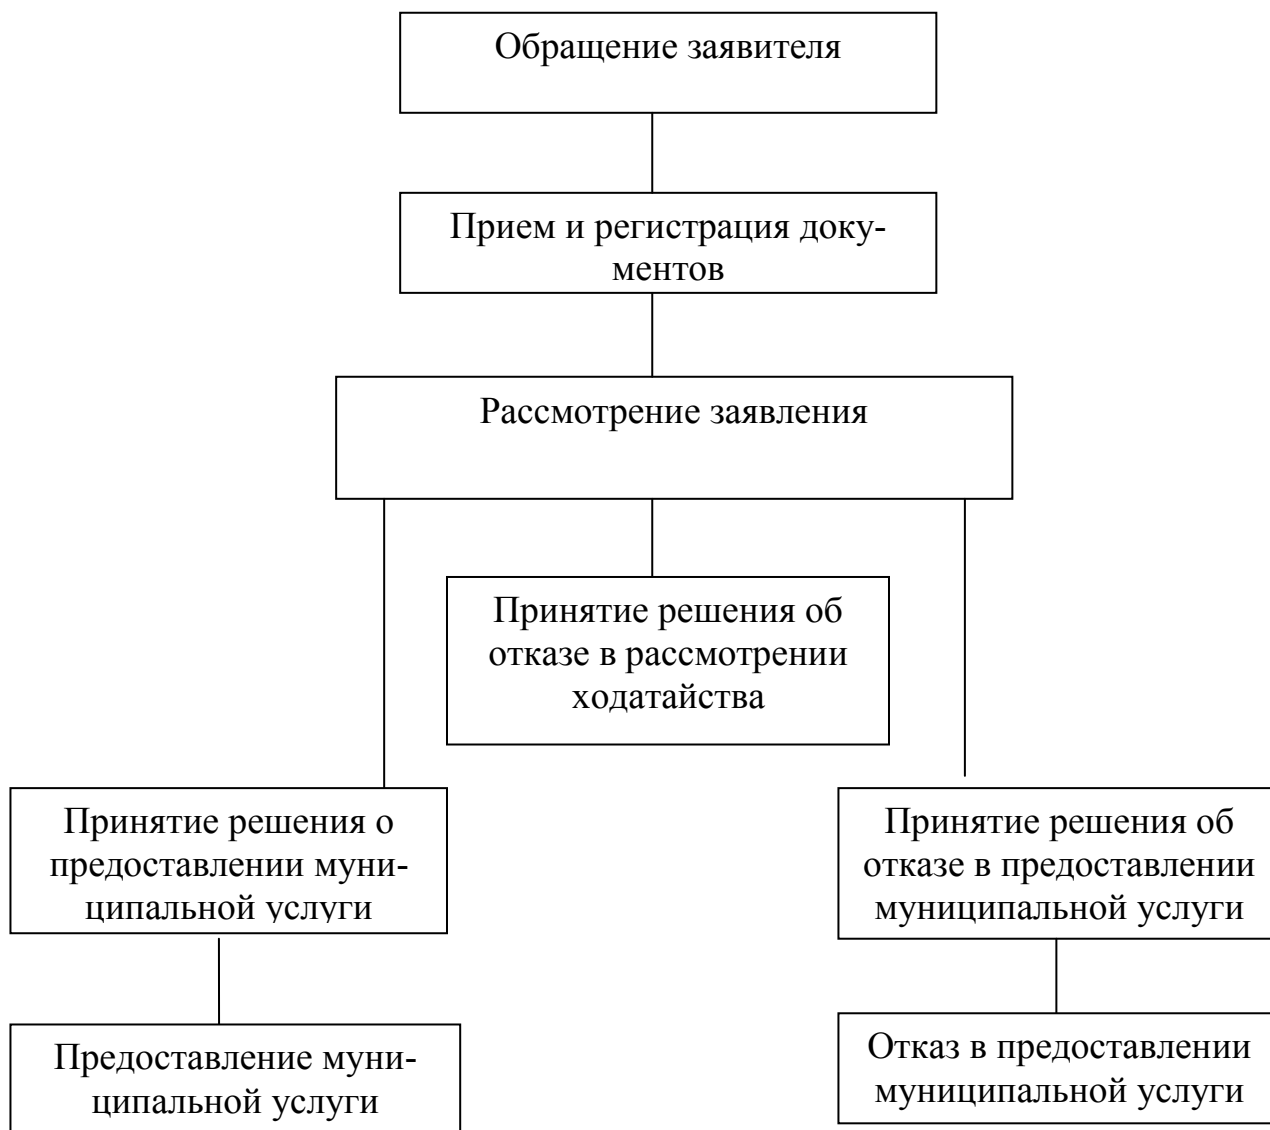 Обращение заявителя
Прием и регистрация доку-
ментов
Рассмотрение заявления
Принятие решения об
отказе в рассмотрении
ходатайства
Принятие решения о
предоставлении муни-
ципальной услуги
Принятие решения об
отказе в предоставлении
муниципальной услуги
Предоставление муни-
ципальной услуги
Отказ в предоставлении
муниципальной услуги